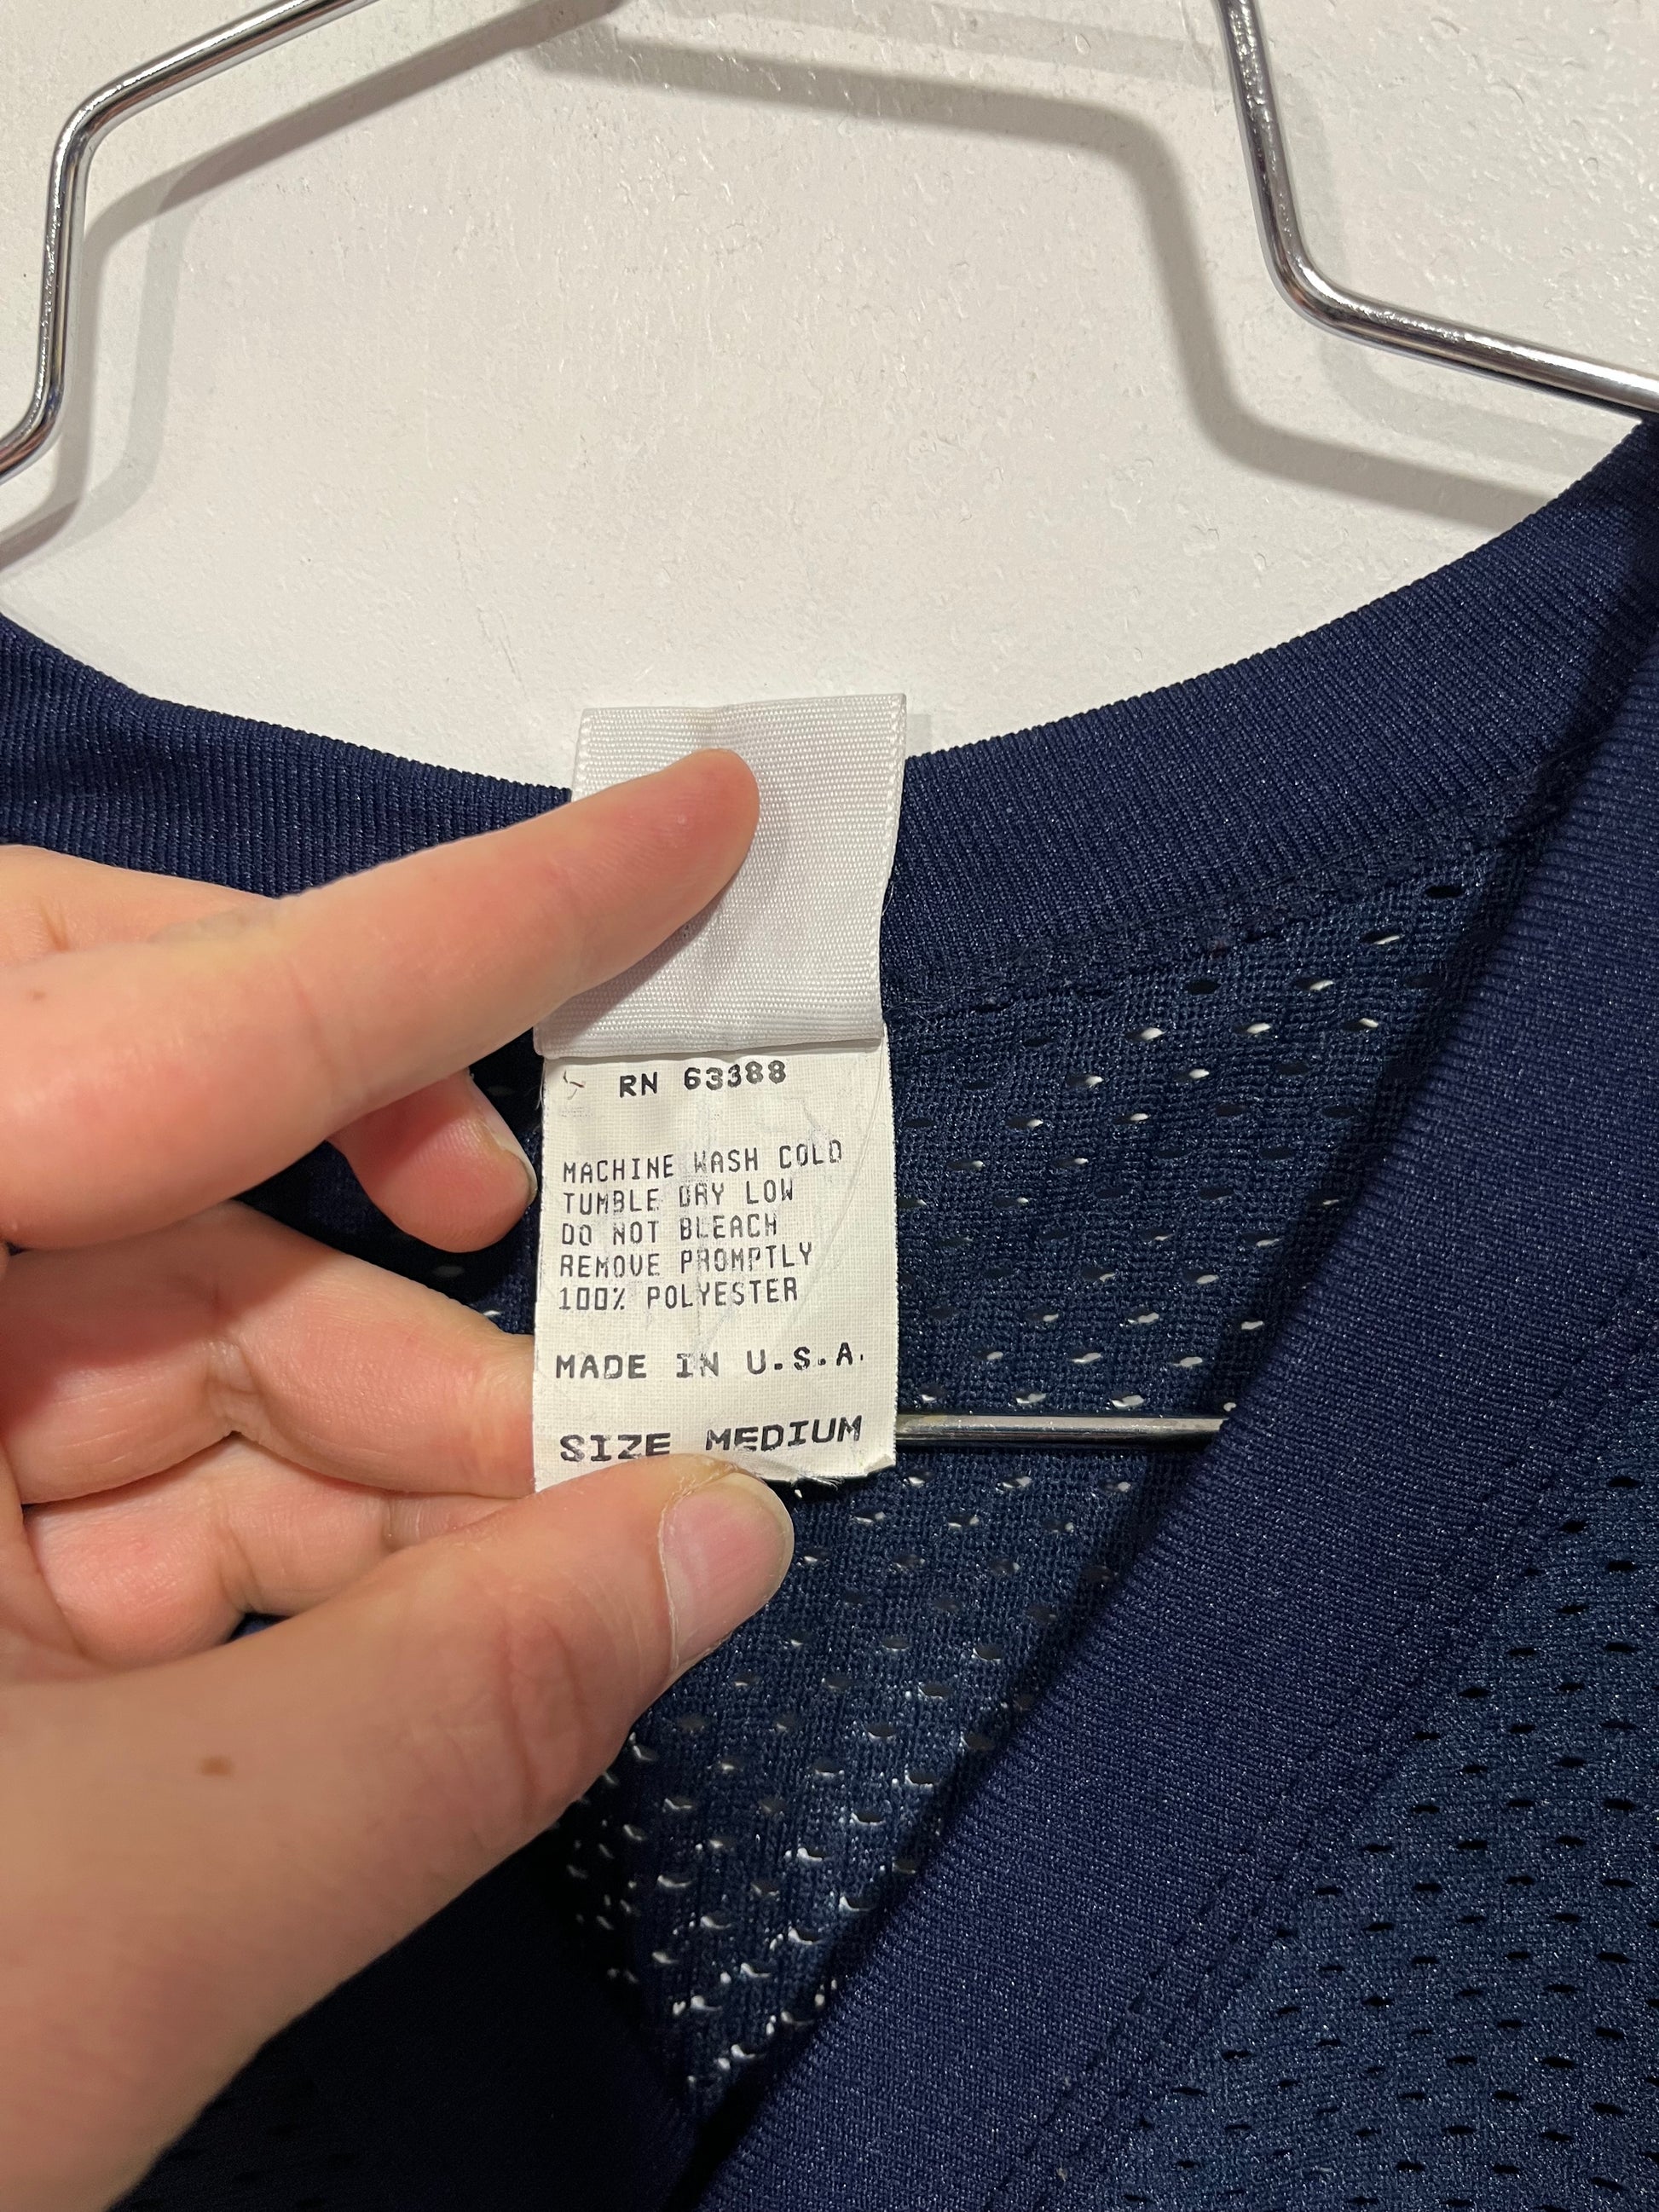 RN 63388
MACHINE WASH COLD
TUMBLE DRY LOW
DO NOT BLEACH
REMOVE PROMPTLY
100% POLYESTER
MADE IN U.S.A.
SIZE MEDIUM